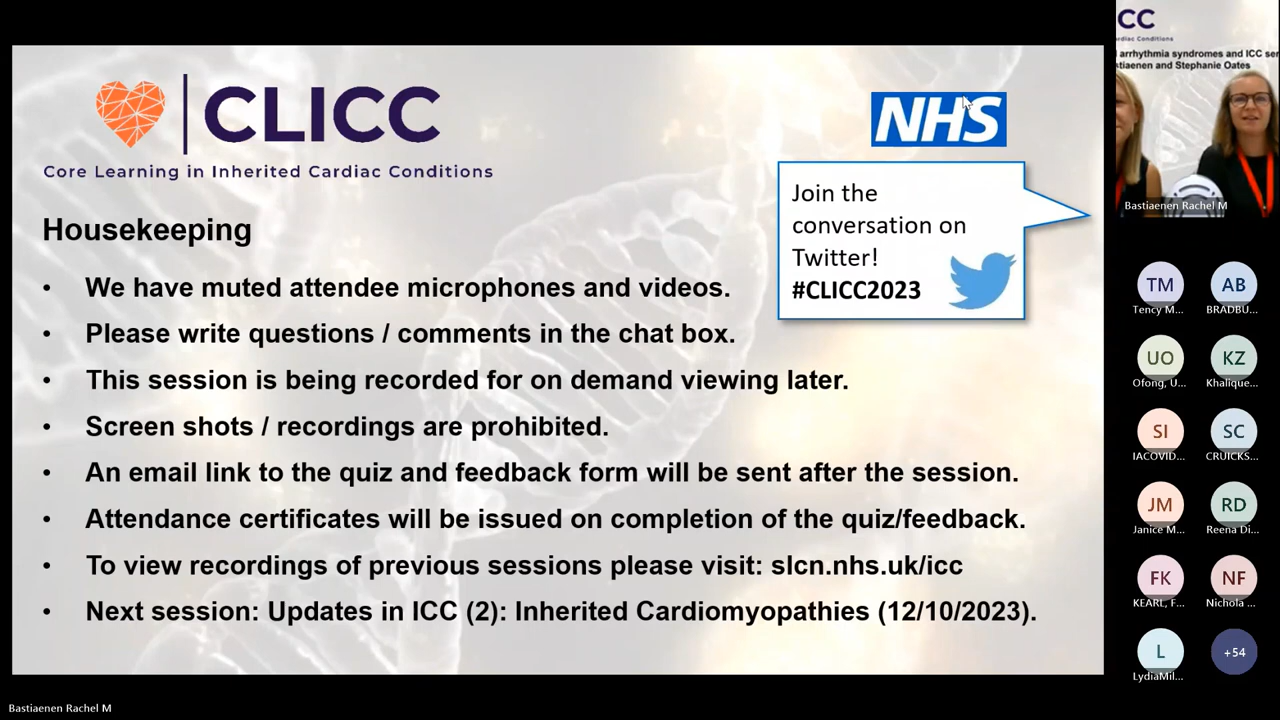 CLICC
Core Learning in Inherited Cardiac Conditions
NHS
Join the
conversation on
Twitter!
#CLICC2023
Housekeeping
• We have muted attendee microphones and videos.
• Please write questions / comments in the chat box.
• This session is being recorded for on demand viewing later.
• Screen shots / recordings are prohibited.
• An email link to the quiz and feedback form will be sent after the session.
• Attendance certificates will be issued on completion of the quiz/feedback.
• To view recordings of previous sessions please visit: slcn.nhs.uk/icc
• Next session: Updates in ICC (2): Inherited Cardiomyopathies (12/10/2023).
CC
rdiac Conditions
arrhythmia syndromes and ICC ser
tiaenen and Stephanie Oates
Bastiaenen Rachel M
TM
Tency M...
AB
BRADBU...
UO
Ofong, U...
KZ
Khalique...
SI
IACOVID...
SC
CRUICKS...
JM
Janice M...
RD
Reena Di...
FK
KEARL, F...
NF
Nichola ...
L
LydiaMil...
+54
Bastiaenen Rachel M